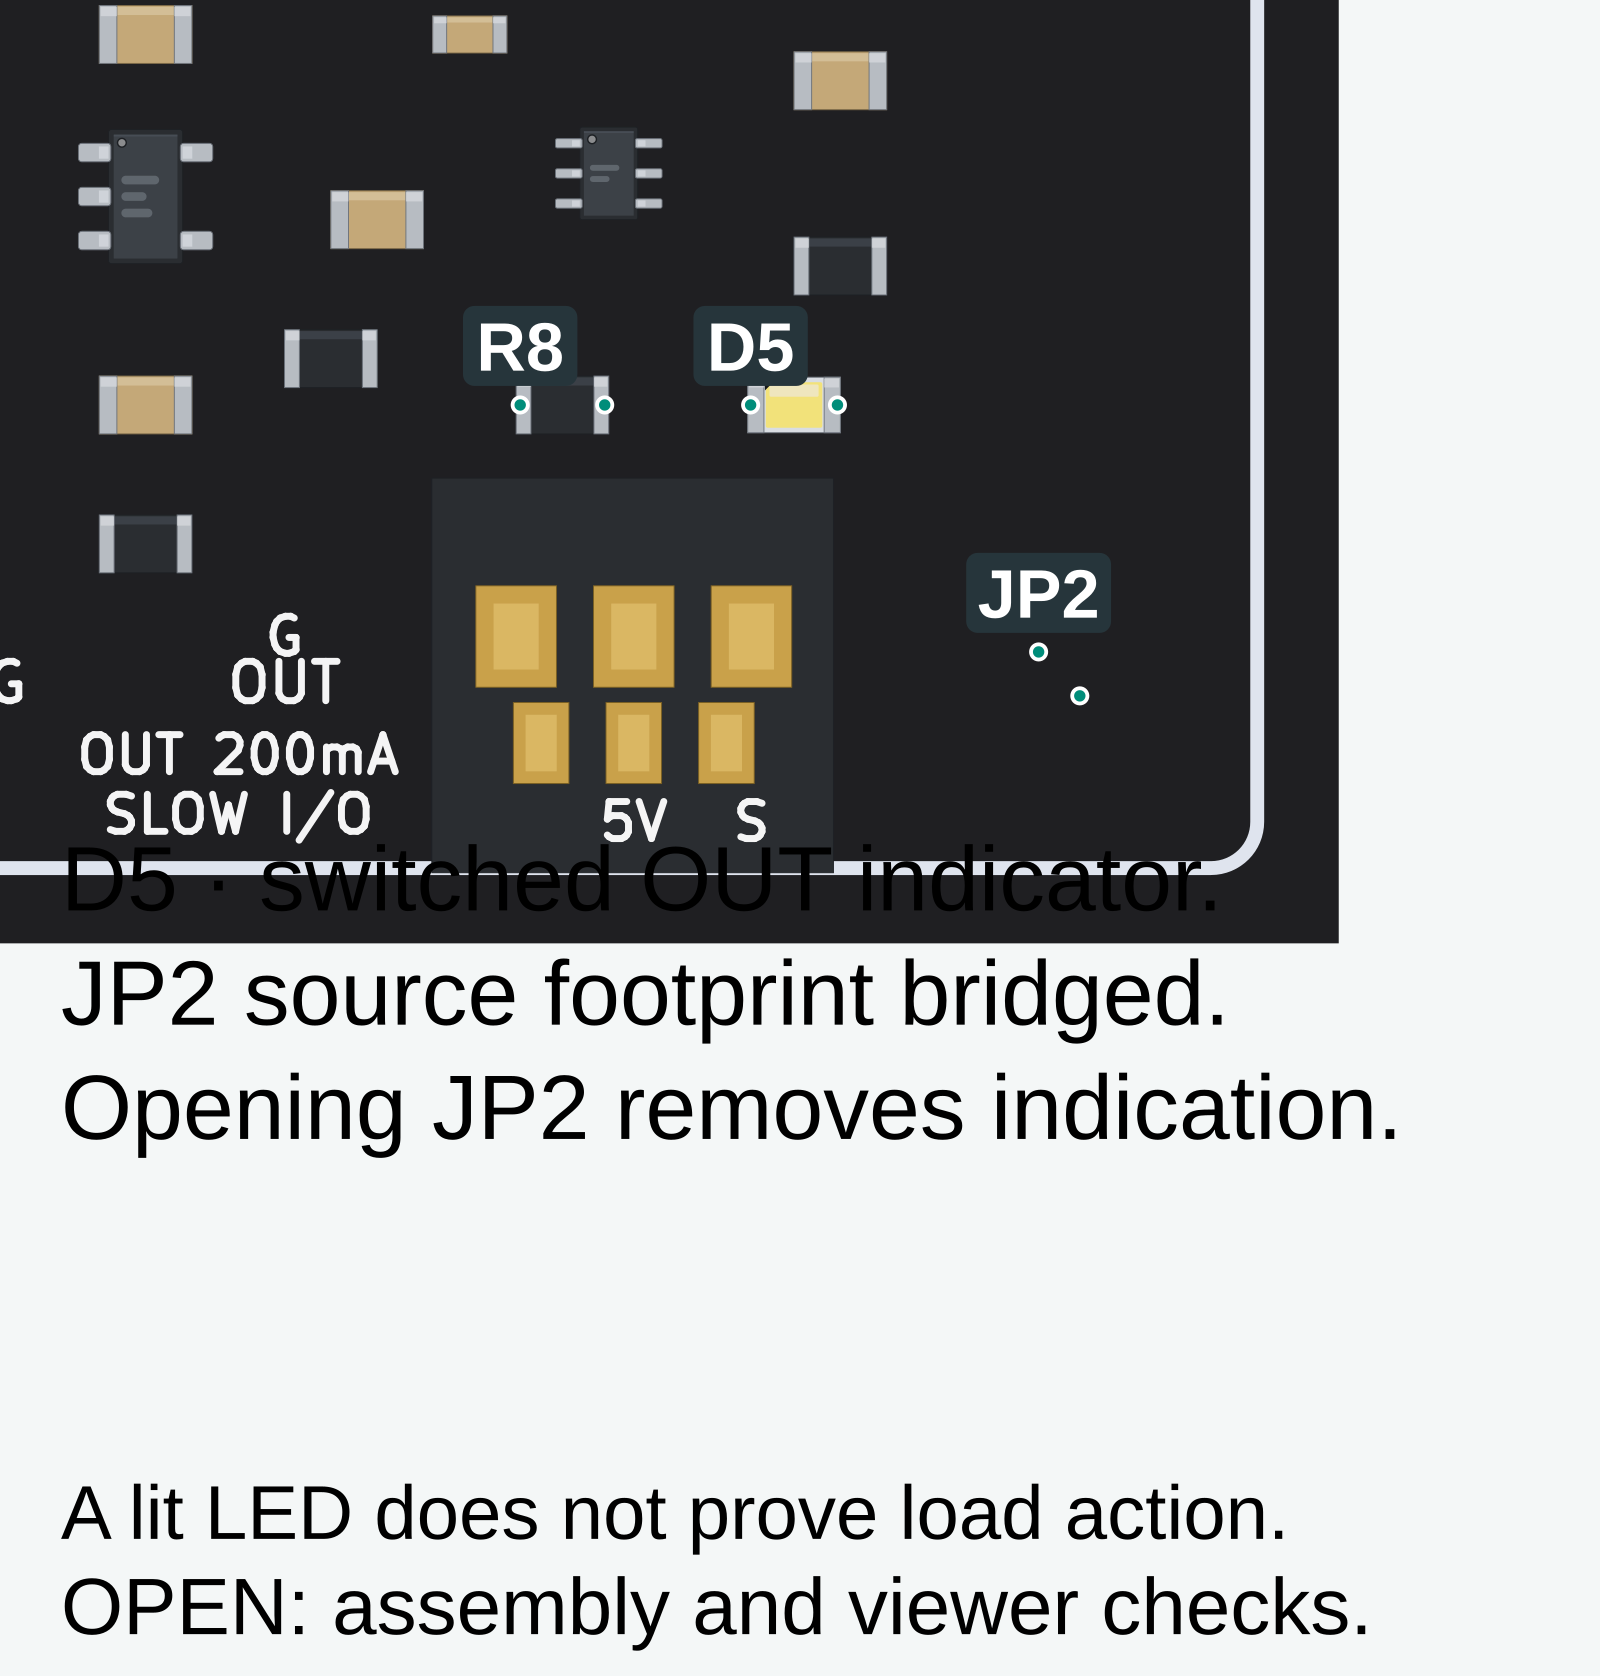 R8 D5
JP2
G
G
OUT
OUT 200mA
SLOW I/O
5V S
D5 · switched OUT indicator.
JP2 source footprint bridged.
Opening JP2 removes indication.
A lit LED does not prove load action.
OPEN: assembly and viewer checks.